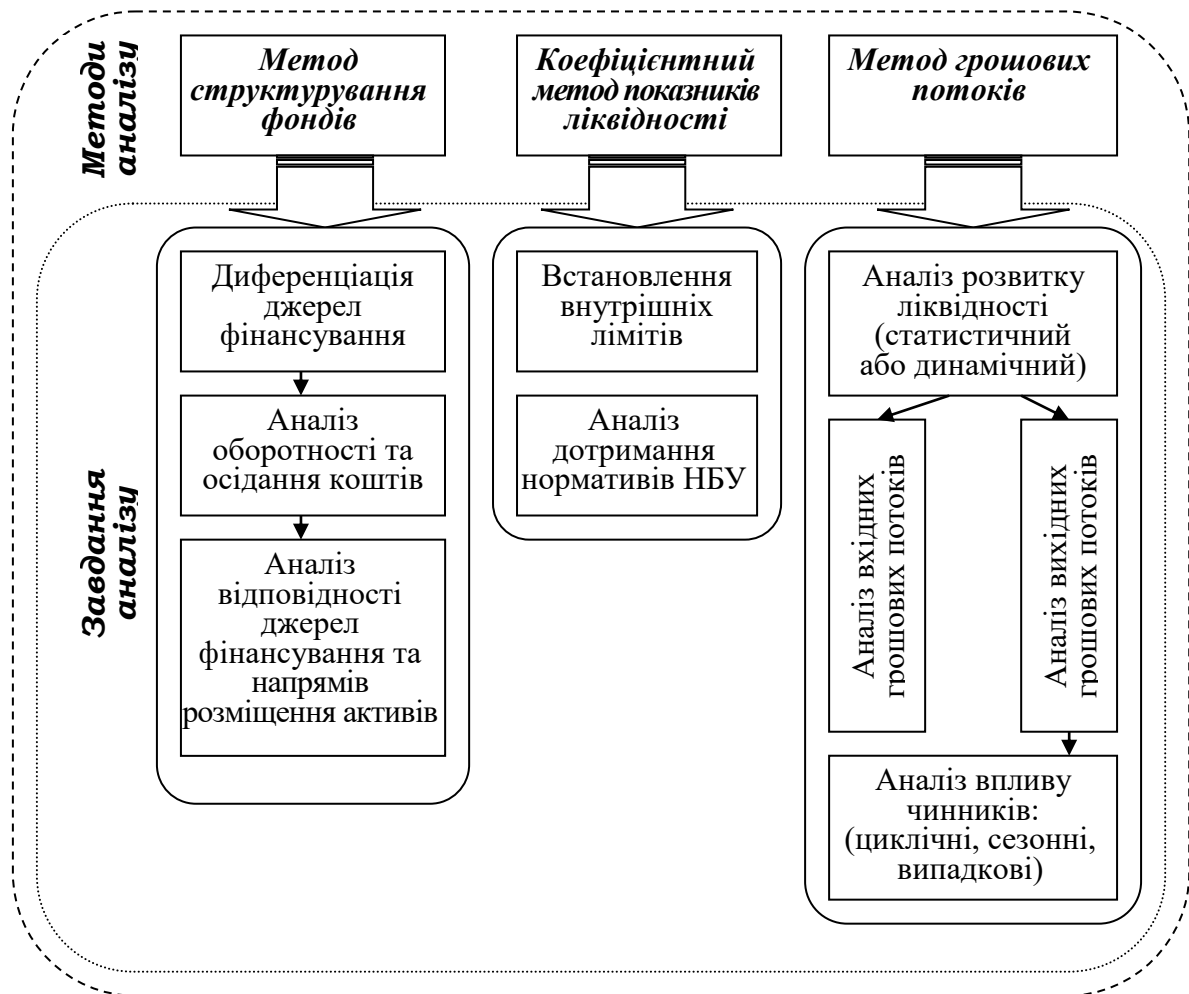 Методи
аналізу
Метод
структурування
фондів
Коефіцієнтний
метод показників
ліквідності
Метод грошових
потоків
Завдання
аналізу
Диференціація
джерел
фінансування
Аналіз
оборотності та
осідання коштів
Аналіз
відповідності
джерел
фінансування та
напрямів
розміщення активів
Встановлення
внутрішніх
лімітів
Аналіз
дотримання
нормативів НБУ
Аналіз розвитку
ліквідності
(статистичний
або динамічний)
Аналіз вхідних
грошових потоків
Аналіз вихідних
грошових потоків
Аналіз впливу
чинників:
(циклічні, сезонні,
випадкові)